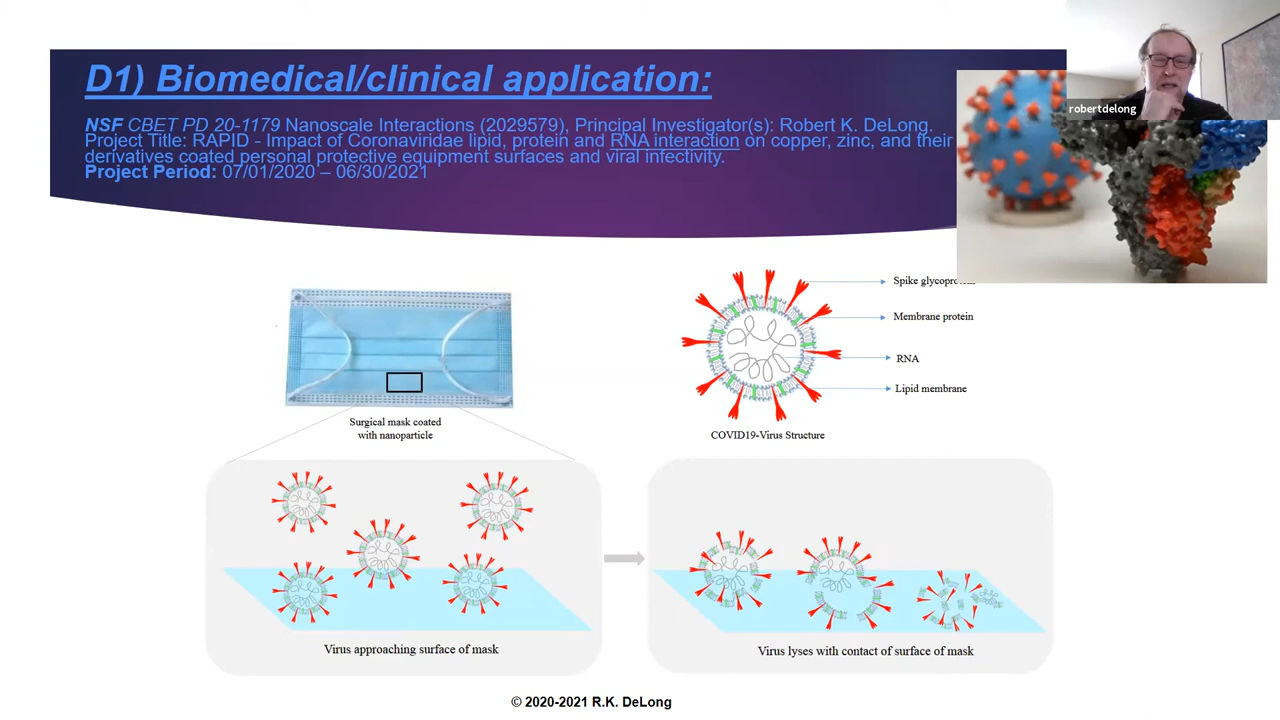 D1) Biomedical/clinical application:
NSF CBET PD 20-1179 Nanoscale Interactions (2029579), Principal Investigator(s): Robert K. DeLong.
Project Title: RAPID - Impact of Coronaviridae lipid, protein and RNA interaction on copper, zinc, and their
derivatives coated personal protective equipment surfaces and viral infectivity.
Project Period: 07/01/2020 – 06/30/2021
robertdelong
Spike
Membrane protein
RNA
Lipid membrane
COVID19-Virus Structure
Surgical mask coated
with nanoparticle
Virus approaching surface of mask
Virus lyses with contact of surface of mask
© 2020-2021 R.K. DeLong